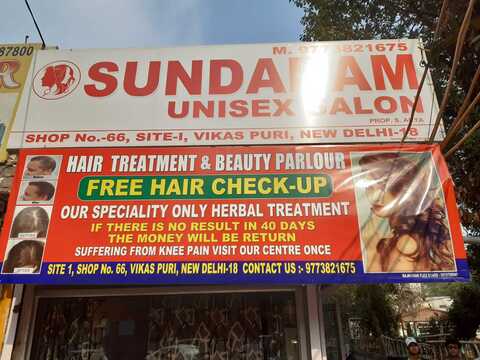 87800
M. 9773821675
SUNDARAM
UNISEX SALON
PROP. S. ARYA
SHOP No.-66, SITE-I, VIKAS PURI, NEW DELHI-18
HAIR TREATMENT & BEAUTY PARLOUR
FREE HAIR CHECK-UP
OUR SPECIALITY ONLY HERBAL TREATMENT
IF THERE IS NO RESULT IN 40 DAYS
THE MONEY WILL BE RETURN
SUFFERING FROM KNEE PAIN VISIT OUR CENTRE ONCE
SITE 1, SHOP No. 66, VIKAS PURI, NEW DELHI-18 CONTACT US :- 9773821675